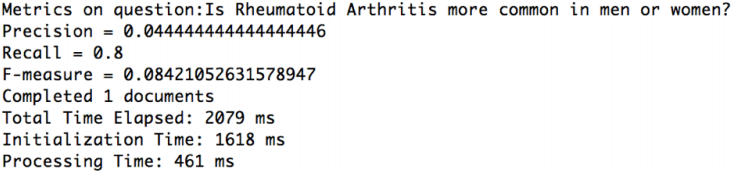 Metrics on question:Is Rheumatoid Arthritis more common in men or women?
Precision = 0.044444444444444446
Recall = 0.8
F-measure = 0.08421052631578947
Completed 1 documents
Total Time Elapsed: 2079 ms
Initialization Time: 1618 ms
Processing Time: 461 ms